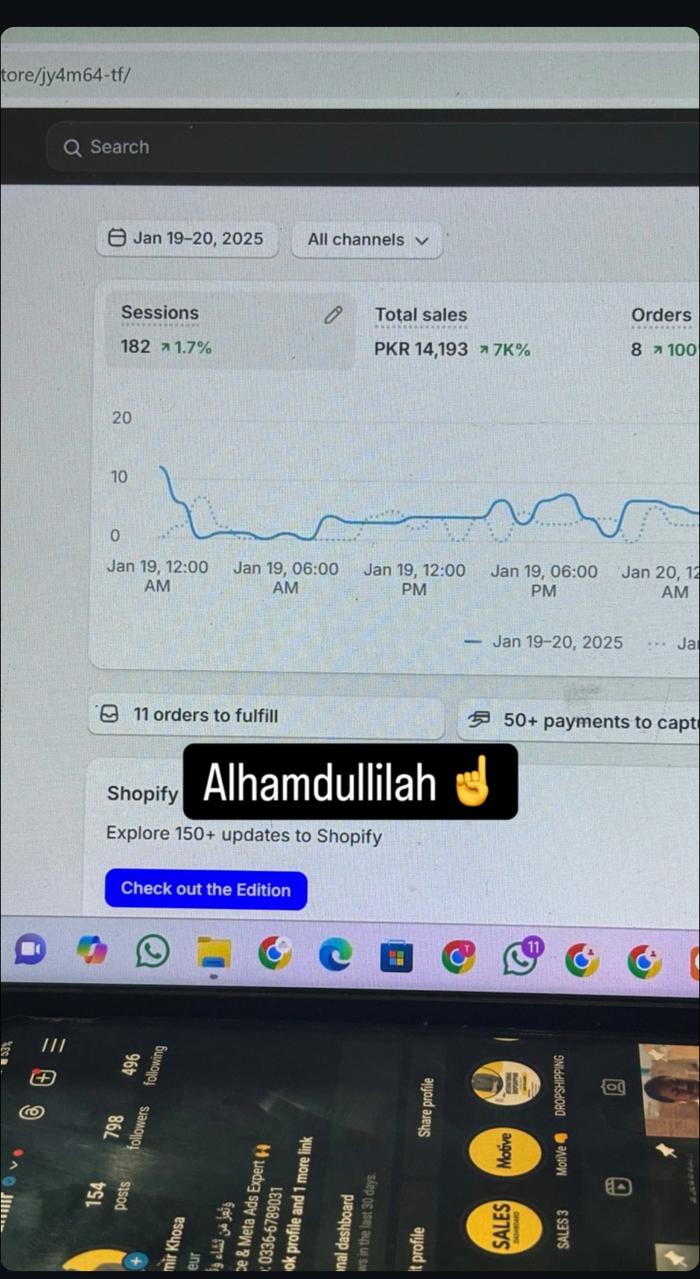 tore/jy4m64-tf/
Search
Jan 19–20, 2025
All channels
Sessions
182 ↗ 1.7%
Total sales
PKR 14,193 ↗ 7K%
Orders
8 ↗ 100
20
10
0
Jan 19, 12:00 AM
Jan 19, 06:00 AM
Jan 19, 12:00 PM
Jan 19, 06:00 PM
Jan 20, 12 AM
Jan 19–20, 2025
Ja
11 orders to fulfill
50+ payments to capt
Alhamdullilah ☝️
Shopify
Explore 150+ updates to Shopify
Check out the Edition
11
53%
154
posts
798
followers
496
following
mir Khosa
eur
وَتُعِزُّ مَن تَشَاء وَتُ
ce & Meta Ads Expert
: 0336-6789031
ok profile and 1 more link
nal dashboard
ws in the last 30 days.
t profile
Share profile
SALES
DASHBOARD
Motive
SALES 3
MotiVe
DROPSHIPPING